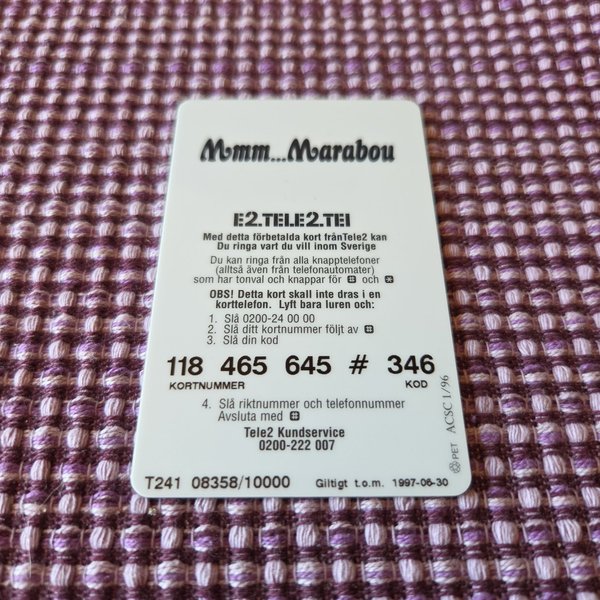 Mmm...Marabou
E2.TELE2.TEl
Med detta förbetalda kort frånTele2 kan
Du ringa vart du vill inom Sverige
Du kan ringa från alla knapptelefoner
(alltså även från telefonautomater)
som har tonval och knappar för # och *
OBS! Detta kort skall inte dras i en
korttelefon. Lyft bara luren och:
1. Slå 0200-24 00 00
2. Slå ditt kortnummer följt av #
3. Slå din kod
118 465 645 # 346
KORTNUMMER KOD
4. Slå riktnummer och telefonnummer
Avsluta med #
Tele2 Kundservice
0200-222 007
T241 08358/10000 Giltigt t.o.m. 1997-06-30
PET ACSC 1/96